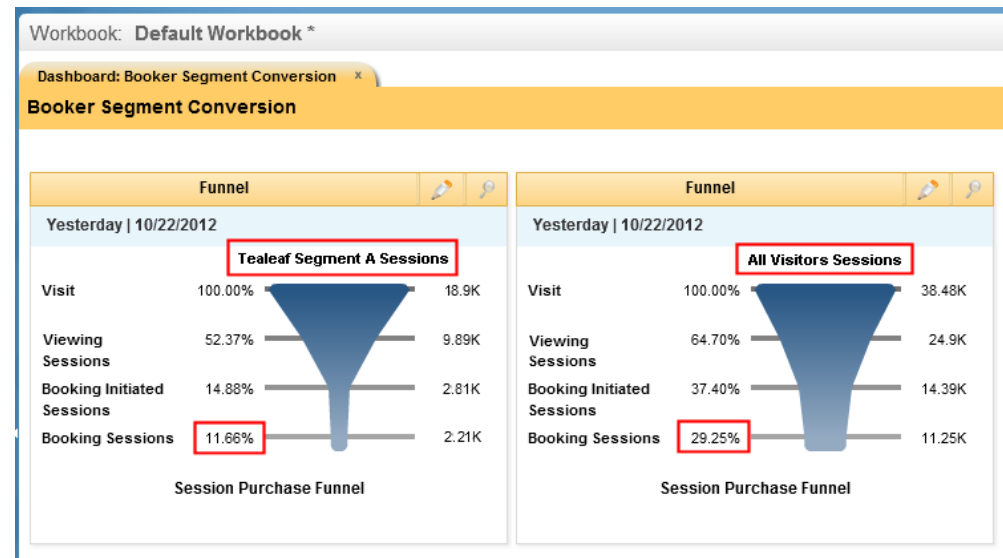 Workbook: Default Workbook *
Dashboard: Booker Segment Conversion x
Booker Segment Conversion
Funnel
Yesterday | 10/22/2012
Tealeaf Segment A Sessions
Visit 100.00% 18.9K
Viewing Sessions 52.37% 9.89K
Booking Initiated Sessions 14.88% 2.81K
Booking Sessions 11.66% 2.21K
Session Purchase Funnel
Funnel
Yesterday | 10/22/2012
All Visitors Sessions
Visit 100.00% 38.48K
Viewing Sessions 64.70% 24.9K
Booking Initiated Sessions 37.40% 14.39K
Booking Sessions 29.25% 11.25K
Session Purchase Funnel